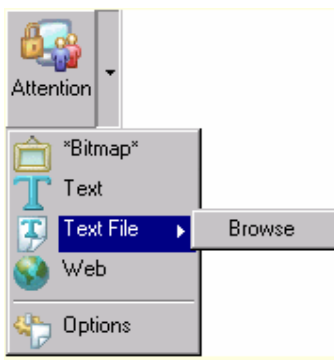 Attention
*Bitmap*
Text
Text File
Browse
Web
Options